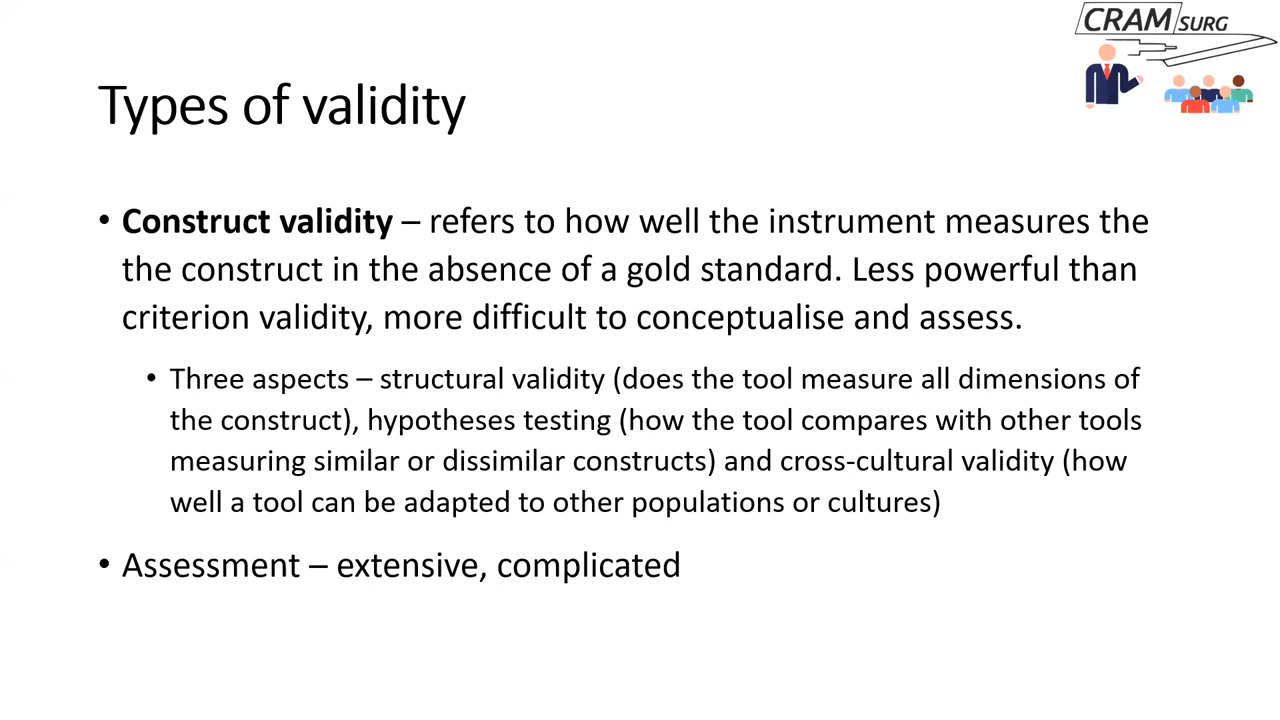 CRAM SURG
Types of validity
• Construct validity – refers to how well the instrument measures the
the construct in the absence of a gold standard. Less powerful than
criterion validity, more difficult to conceptualise and assess.
• Three aspects – structural validity (does the tool measure all dimensions of
the construct), hypotheses testing (how the tool compares with other tools
measuring similar or dissimilar constructs) and cross-cultural validity (how
well a tool can be adapted to other populations or cultures)
• Assessment – extensive, complicated